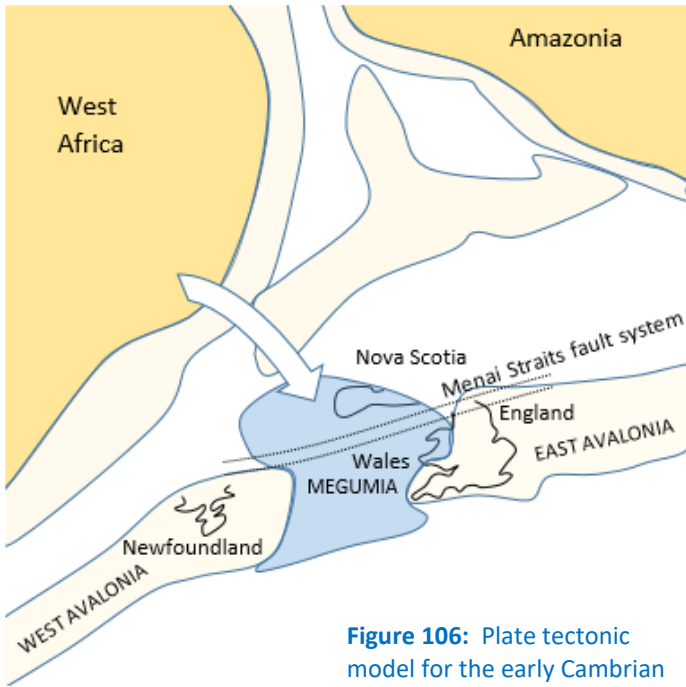 Amazonia
West
Africa
Nova Scotia
Menai Straits fault system
England
Wales
EAST AVALONIA
MEGUMIA
Newfoundland
WEST AVALONIA
Figure 106: Plate tectonic
model for the early Cambrian